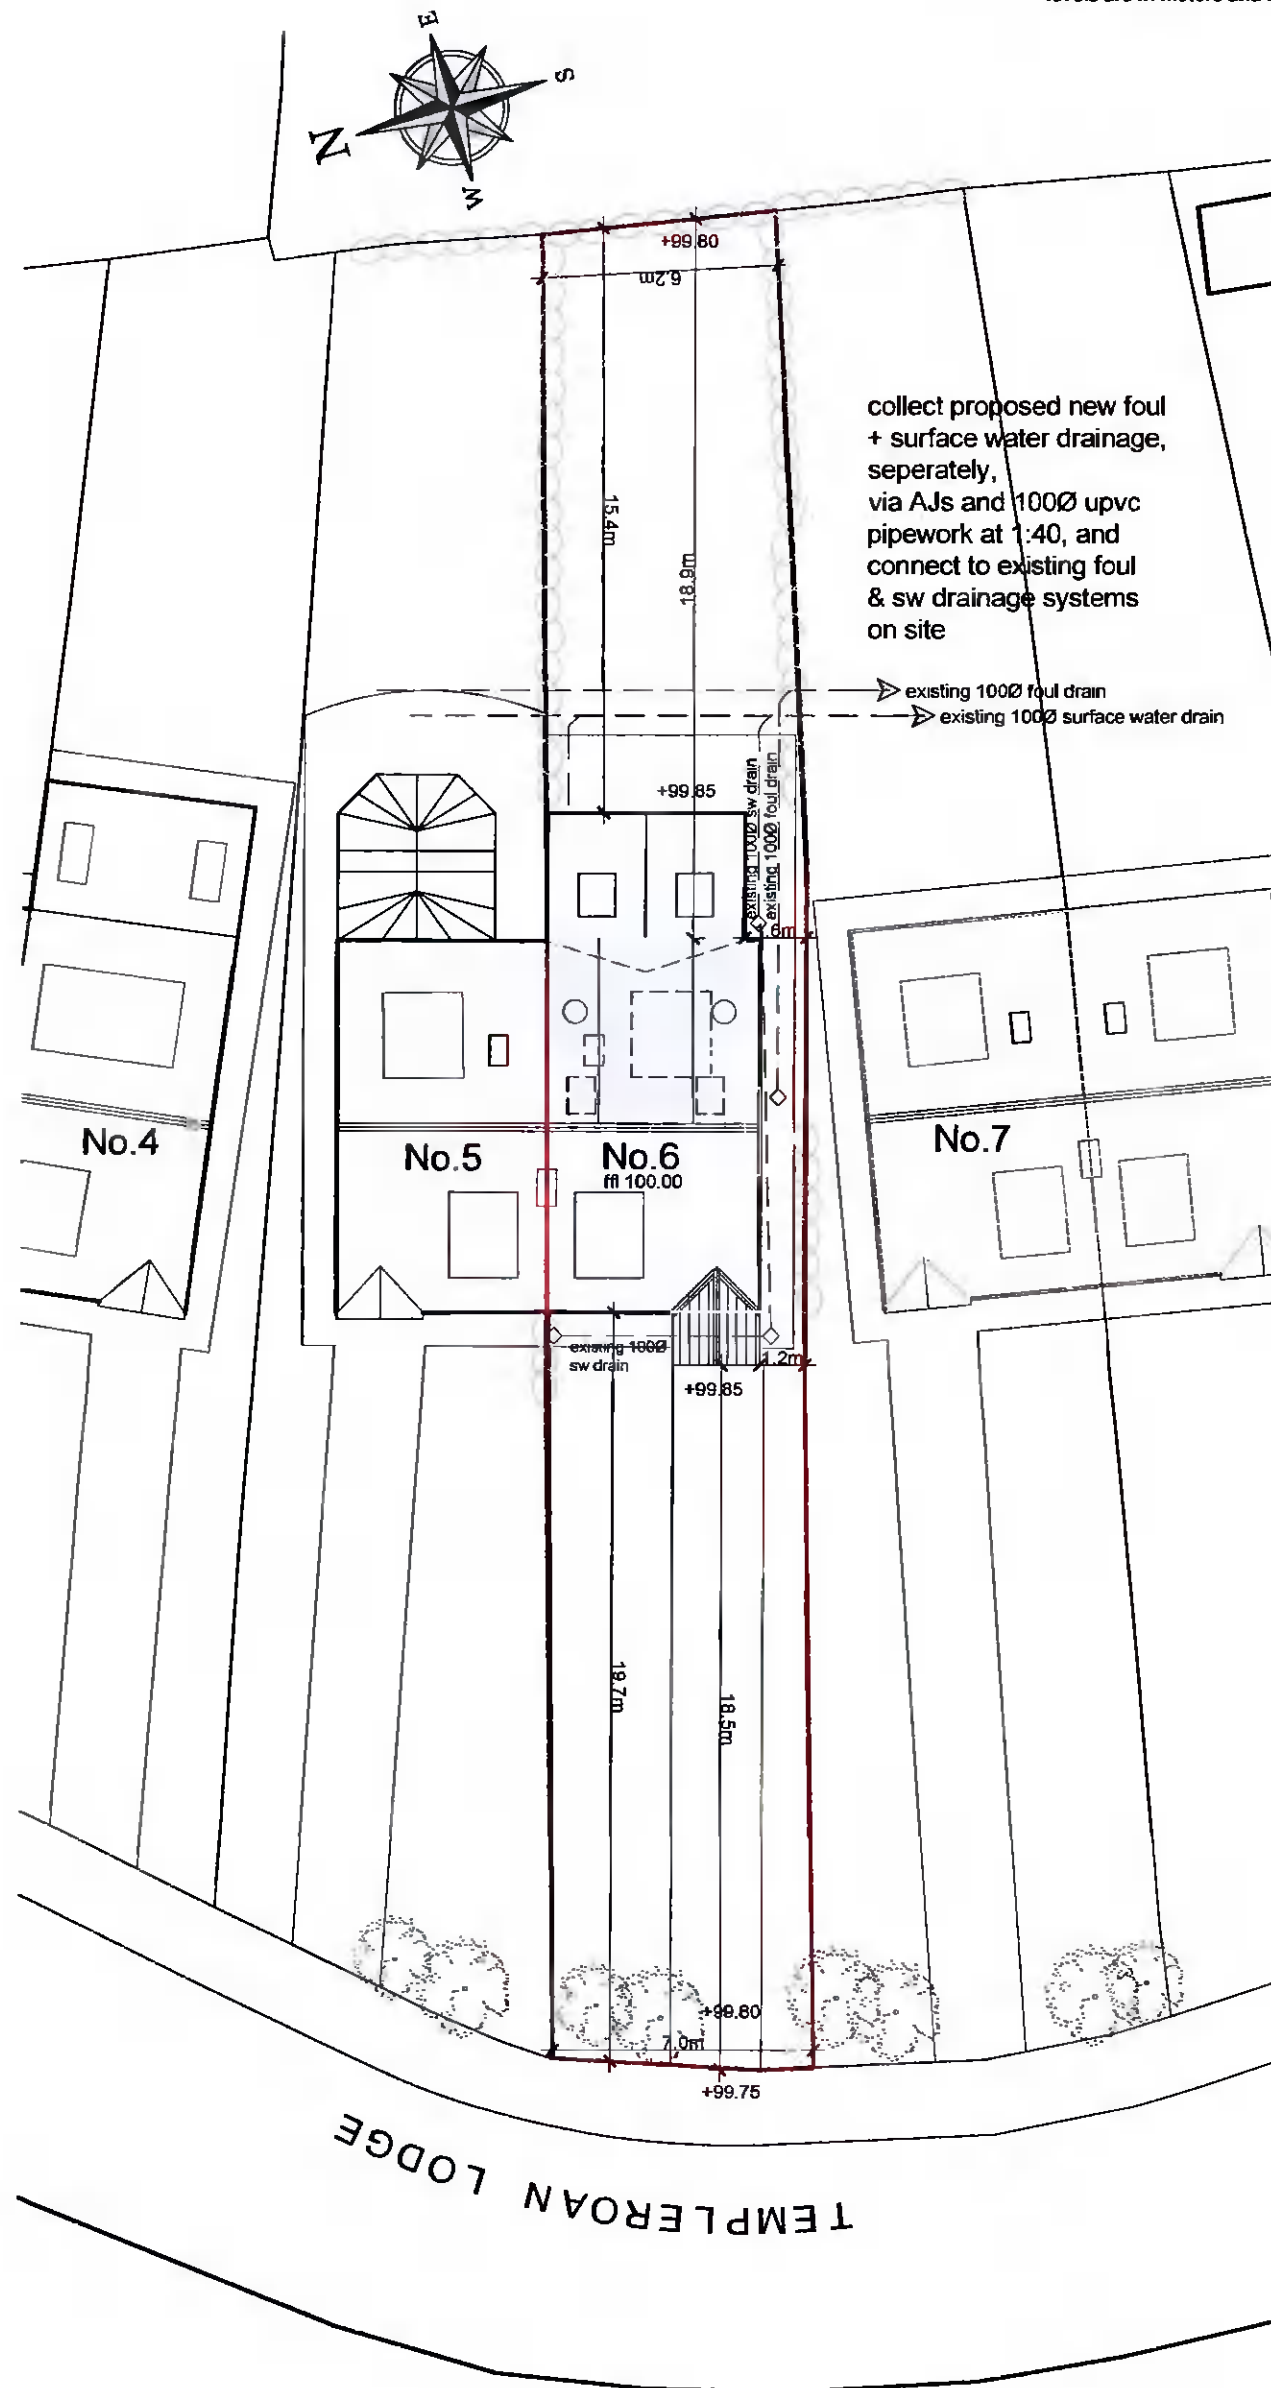 E
S
N
W
+99.80
6.2m
collect proposed new foul
+ surface water drainage,
seperately,
via AJs and 100Ø upvc
pipework at 1:40, and
connect to existing foul
& sw drainage systems
on site
15.4m
18.9m
existing 100Ø foul drain
existing 100Ø surface water drain
existing 100Ø sw drain
existing 100Ø foul drain
+99.85
1.6m
No.4
No.5
No.6
ffl 100.00
No.7
existing 100Ø
sw drain
1.2m
+99.85
19.7m
18.5m
+99.80
7.0m
+99.75
TEMPLEROAN LODGE